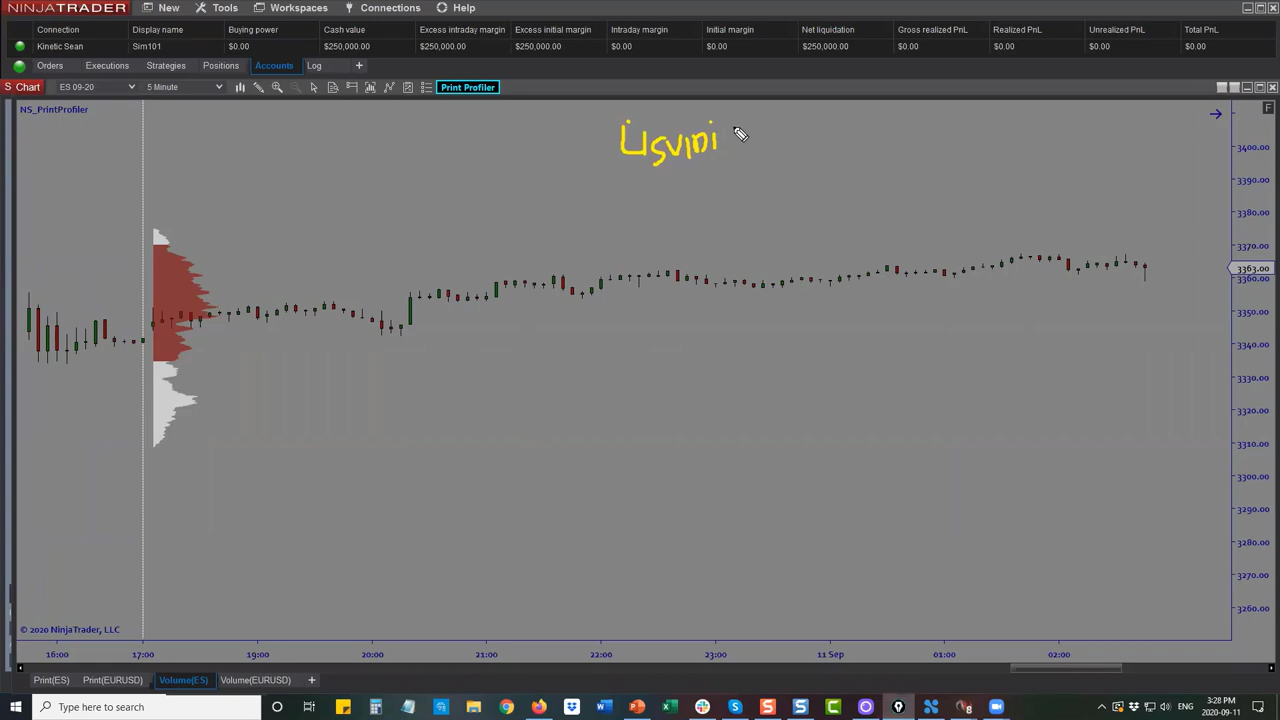 NINJATRADER New Tools Workspaces Connections Help
Connection Display name Buying power Cash value Excess intraday margin Excess initial margin Intraday margin Initial margin Net liquidation Gross realized PnL Realized PnL Unrealized PnL Total PnL
Kinetic Sean Sim101 $0.00 $250,000.00 $250,000.00 $250,000.00 $0.00 $0.00 $250,000.00 $0.00 $0.00 $0.00 $0.00
Orders Executions Strategies Positions Accounts Log +
S Chart ES 09-20 5 Minute Print Profiler
NS_PrintProfiler
F
3400.00
3390.00
3380.00
3370.00
3363.00
3360.00
3350.00
3340.00
3330.00
3320.00
3310.00
3300.00
3290.00
3280.00
3270.00
3260.00
© 2020 NinjaTrader, LLC
16:00 17:00 19:00 20:00 21:00 22:00 23:00 11 Sep 01:00 02:00
Print(ES) Print(EURUSD) Volume(ES) Volume(EURUSD) +
Type here to search
ENG
3:28 PM
2020-09-11